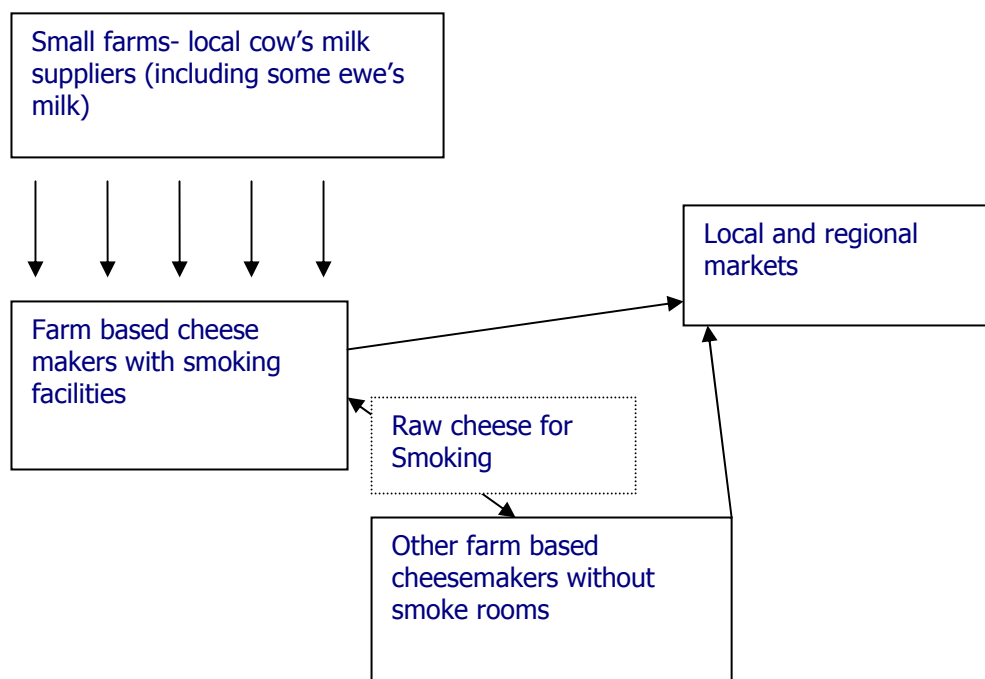 Small farms- local cow's milk
suppliers (including some ewe's
milk)
Local and regional
markets
Farm based cheese
makers with smoking
facilities
Raw cheese for
Smoking
Other farm based
cheesemakers without
smoke rooms